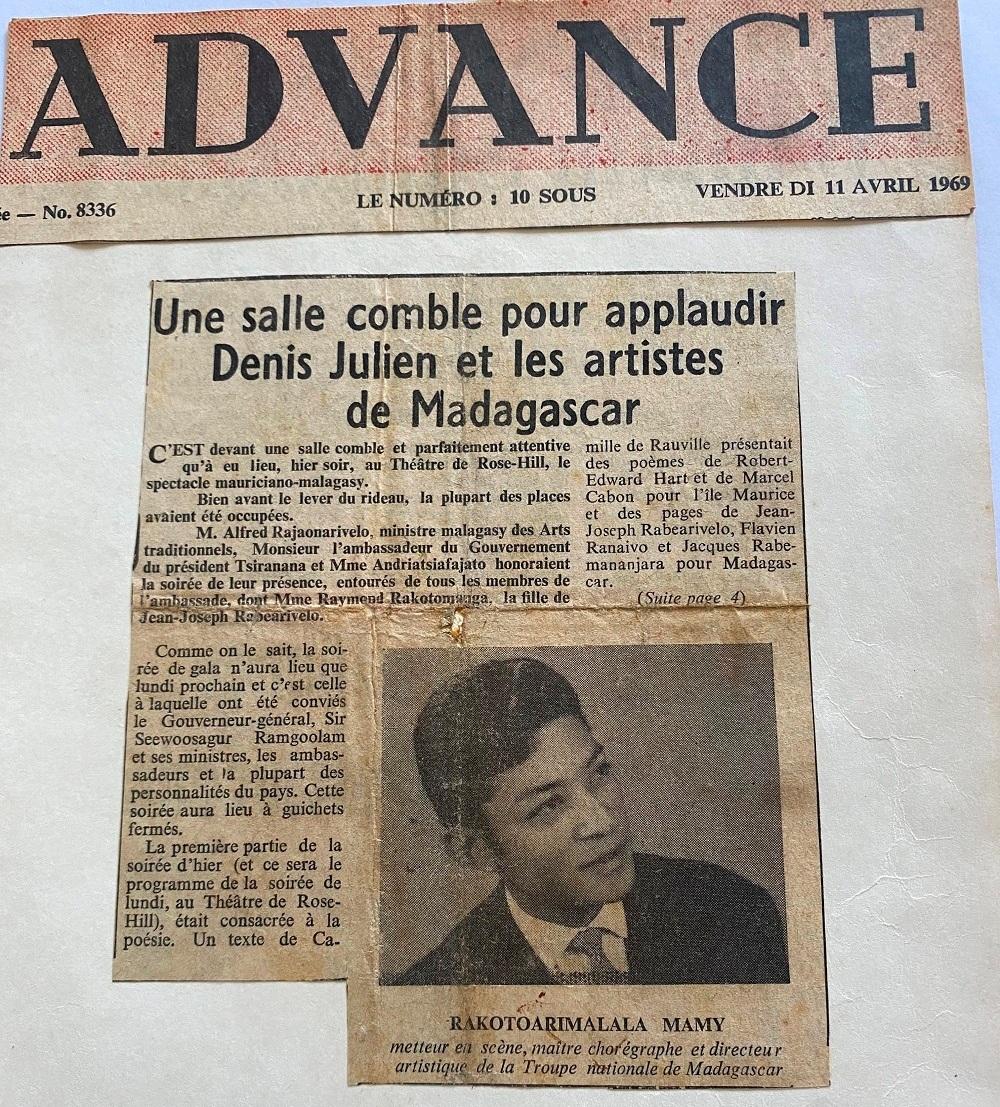 ADVANCE
— No. 8336
LE NUMÉRO : 10 SOUS
VENDRE DI 11 AVRIL 1969
Une salle comble pour applaudir
Denis Julien et les artistes
de Madagascar
C'EST devant une salle comble et parfaitement attentive
qu'à eu lieu, hier soir, au Théâtre de Rose-Hill, le
spectacle mauriciano-malagasy.
Bien avant le lever du rideau, la plupart des places
avaient été occupées.
M. Alfred Rajaonarivelo, ministre malagasy des Arts
traditionnels, Monsieur l'ambassadeur du Gouvernement
du président Tsiranana et Mme Andriatsiafajato honoraient
la soirée de leur présence, entourés de tous les membres de
l'ambassade, dont Mme Raymond Rakotomanga, la fille de
Jean-Joseph Rabearivelo.
Comme on le sait, la soi-
rée de gala n'aura lieu que
lundi prochain et c'est celle
à laquelle ont été conviés
le Gouverneur-général, Sir
Seewoosagur Ramgoolam
et ses ministres, les ambas-
sadeurs et la plupart des
personnalités du pays. Cette
soirée aura lieu à guichets
fermés.
La première partie de la
soirée d'hier (et ce sera le
programme de la soirée de
lundi, au Théâtre de Rose-
Hill), était consacrée à la
poésie. Un texte de Ca-
mille de Rauville présentait
des poèmes de Robert-
Edward Hart et de Marcel
Cabon pour l'île Maurice
et des pages de Jean-
Joseph Rabearivelo, Flavien
Ranaivo et Jacques Rabe-
mananjara pour Madagas-
car.
(Suite page 4)
RAKOTOARIMALALA MAMY
metteur en scène, maître chorégraphe et directeur
artistique de la Troupe nationale de Madagascar